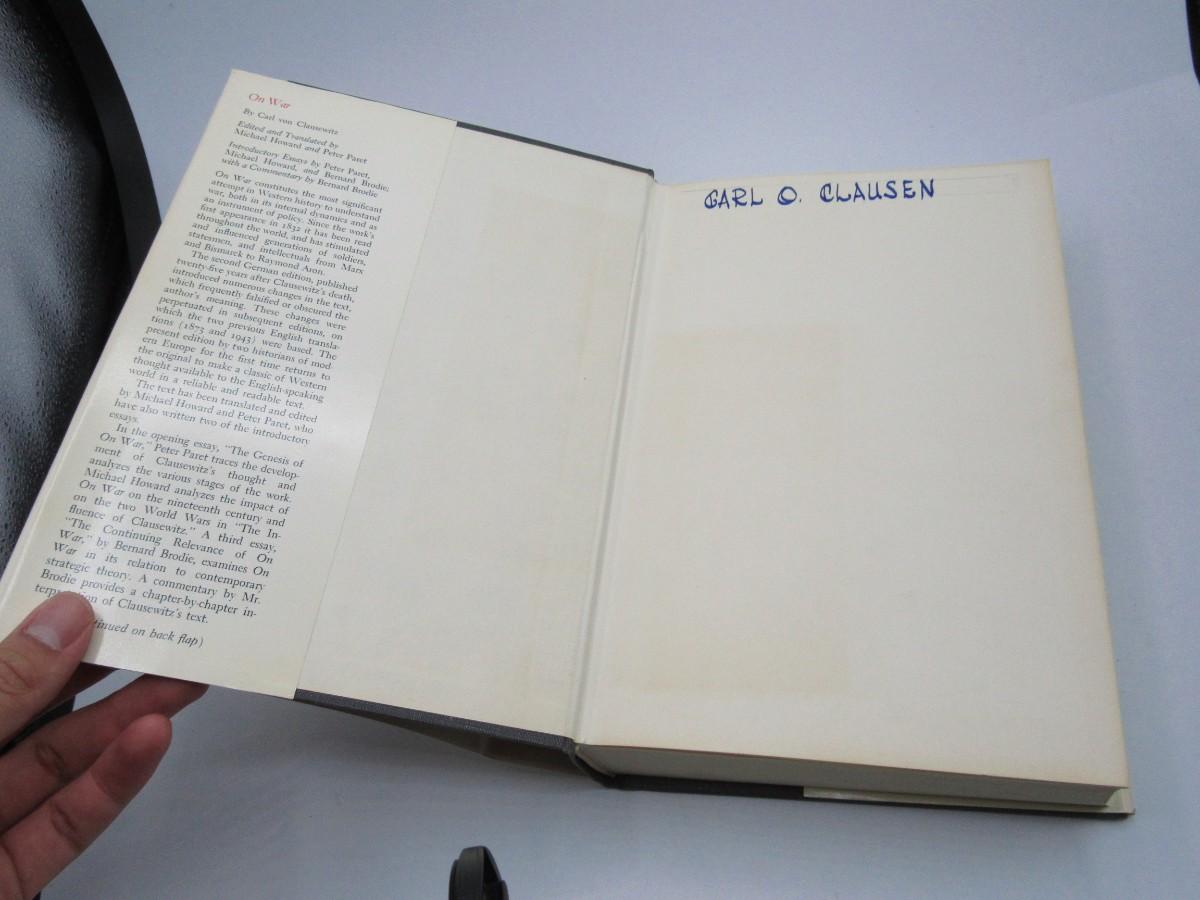 On War
By Carl von Clausewitz
Edited and Translated by
Michael Howard and Peter Paret
Introductory Essays by Peter Paret,
Michael Howard, and Bernard Brodie;
with a Commentary by Bernard Brodie
On War constitutes the most significant
attempt in Western history to understand
war, both in its internal dynamics and as
an instrument of policy. Since the work's
first appearance in 1832 it has been read
throughout the world, and has stimulated
and influenced generations of soldiers,
statesmen, and intellectuals from Marx
and Bismarck to Raymond Aron.
The second German edition, published
twenty-five years after Clausewitz's death,
introduced numerous changes in the text,
which frequently falsified or obscured the
author's meaning. These changes were
perpetuated in subsequent editions, on
which the two previous English transla-
tions (1873 and 1943) were based. The
present edition by two historians of mod-
ern Europe for the first time returns to
the original to make a classic of Western
thought available to the English-speaking
world in a reliable and readable text.
The text has been translated and edited
by Michael Howard and Peter Paret, who
have also written two of the introductory
essays.
In the opening essay, "The Genesis of
On War," Peter Paret traces the develop-
ment of Clausewitz's thought and
analyzes the various stages of the work.
Michael Howard analyzes the impact of
On War on the nineteenth century and
on the two World Wars in "The In-
fluence of Clausewitz." A third essay,
"The Continuing Relevance of On
War," by Bernard Brodie, examines On
War in its relation to contemporary
strategic theory. A commentary by Mr.
Brodie provides a chapter-by-chapter in-
of Clausewitz's text.
on back flap)
CARL O. CLAUSEN